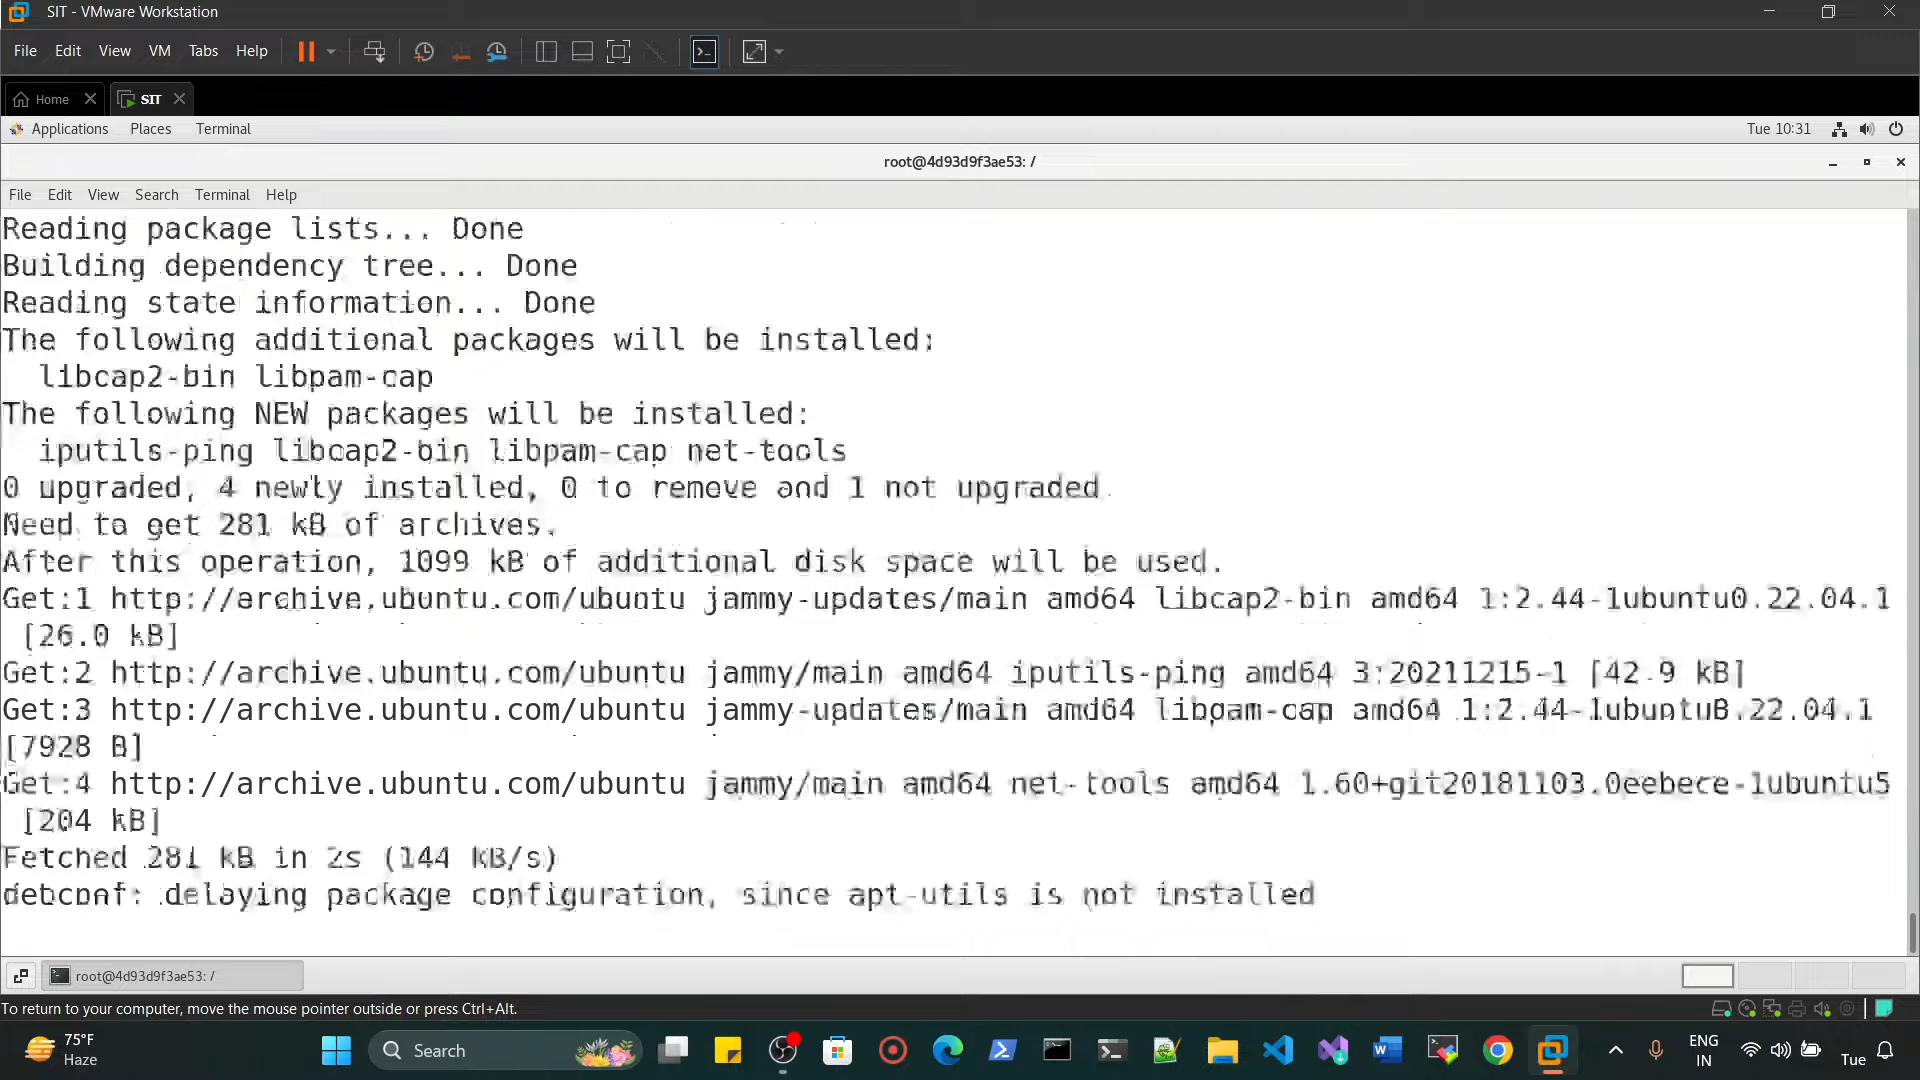 SIT - VMware Workstation
File Edit View VM Tabs Help
Home SIT
Applications Places Terminal Tue 10:31
root@4d93d9f3ae53: /
File Edit View Search Terminal Help
Reading package lists... Done
Building dependency tree... Done
Reading state information... Done
The following additional packages will be installed:
libcap2-bin libpam-cap
The following NEW packages will be installed:
iputils-ping libcap2-bin libpam-cap net-tools
0 upgraded, 4 newly installed, 0 to remove and 1 not upgraded.
Need to get 281 kB of archives.
After this operation, 1099 kB of additional disk space will be used.
Get:1 http://archive.ubuntu.com/ubuntu jammy-updates/main amd64 libcap2-bin amd64 1:2.44-1ubuntu0.22.04.1
[26.0 kB]
Get:2 http://archive.ubuntu.com/ubuntu jammy/main amd64 iputils-ping amd64 3:20211215-1 [42.9 kB]
Get:3 http://archive.ubuntu.com/ubuntu jammy-updates/main amd64 libpam-cap amd64 1:2.44-1ubuntu0.22.04.1
[7928 B]
Get:4 http://archive.ubuntu.com/ubuntu jammy/main amd64 net-tools amd64 1.60+git20181103.0eebece-1ubuntu5
[204 kB]
Fetched 281 kB in 2s (144 kB/s)
debconf: delaying package configuration, since apt-utils is not installed
root@4d93d9f3ae53: /
To return to your computer, move the mouse pointer outside or press Ctrl+Alt.
75°F
Haze
Search
ENG
IN
Tue